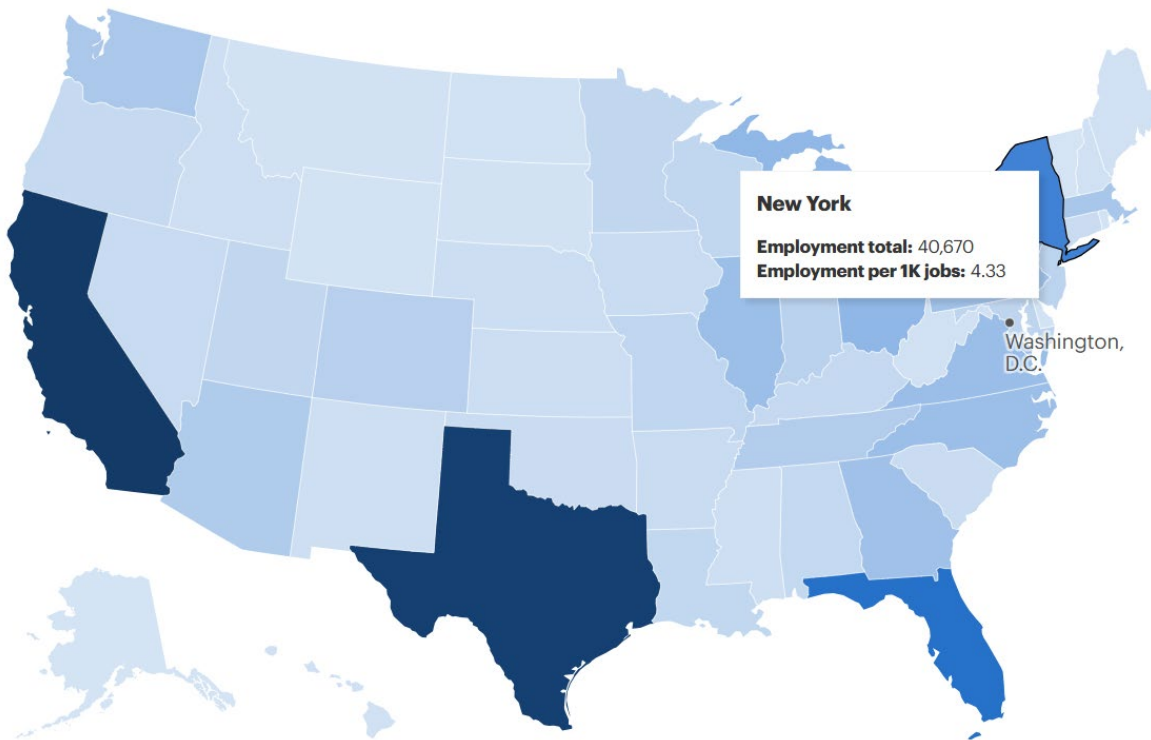 New York
Employment total: 40,670
Employment per 1K jobs: 4.33
Washington,
D.C.